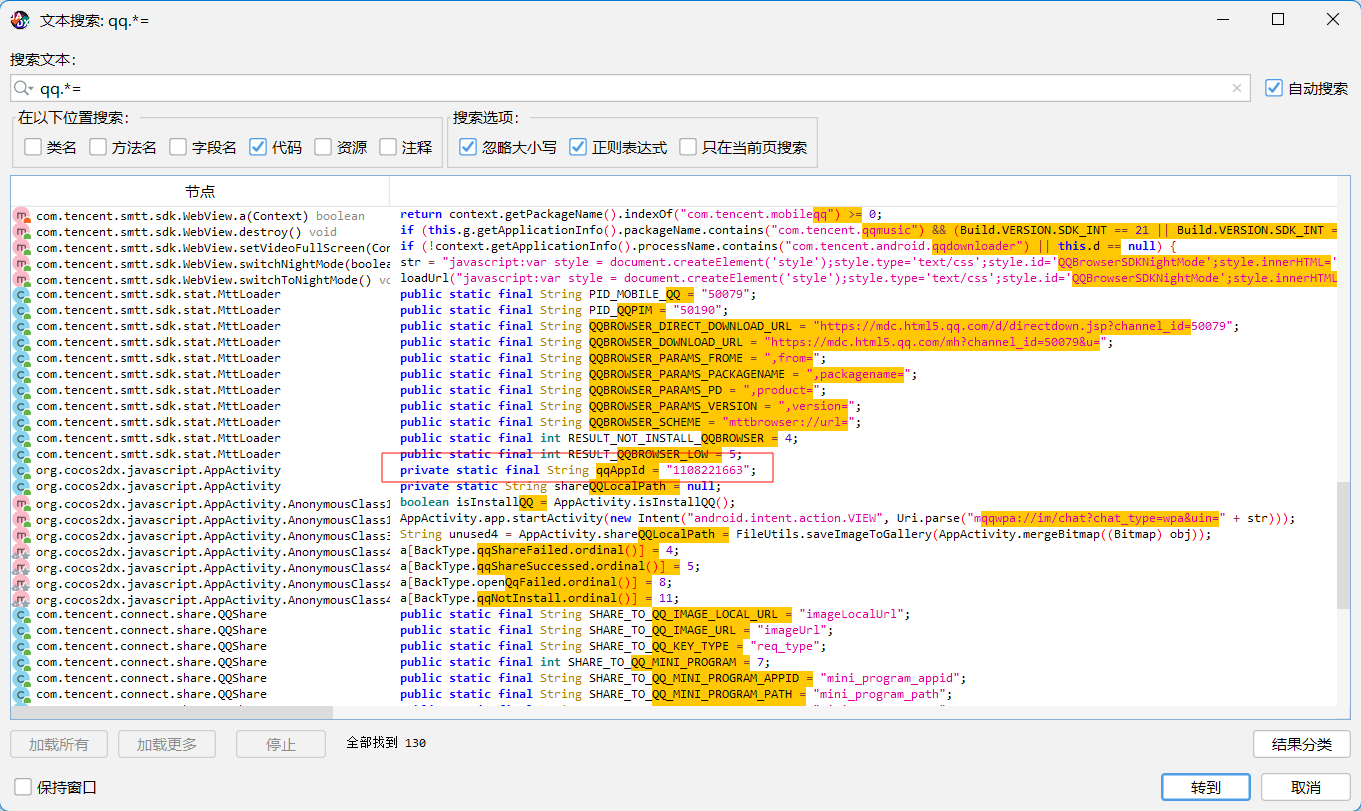 文本搜索: qq.*=
搜索文本:
qq.*=
自动搜索
在以下位置搜索:
搜索选项:
类名 方法名 字段名 代码 资源 注释 忽略大小写 正则表达式 只在当前页搜索
节点
com.tencent.smtt.sdk.WebView.a(Context) boolean return context.getPackageName().indexOf("com.tencent.mobileqq") >= 0;
com.tencent.smtt.sdk.WebView.destroy() void if (this.g.getApplicationInfo().packageName.contains("com.tencent.qqmusic") && (Build.VERSION.SDK_INT == 21 || Build.VERSION.SDK_INT =
com.tencent.smtt.sdk.WebView.setVideoFullScreen(Con if (!context.getApplicationInfo().processName.contains("com.tencent.android.qqdownloader") || this.d == null) {
com.tencent.smtt.sdk.WebView.switchNightMode(boolea str = "javascript:var style = document.createElement('style');style.type='text/css';style.id='QQBrowserSDKNightMode';style.innerHTML='
com.tencent.smtt.sdk.WebView.switchToNightMode() vo loadUrl("javascript:var style = document.createElement('style');style.type='text/css';style.id='QQBrowserSDKNightMode';style.innerHTML
com.tencent.smtt.sdk.stat.MttLoader public static final String PID_MOBILE_QQ = "50079";
com.tencent.smtt.sdk.stat.MttLoader public static final String PID_QQPIM = "50190";
com.tencent.smtt.sdk.stat.MttLoader public static final String QQBROWSER_DIRECT_DOWNLOAD_URL = "https://mdc.html5.qq.com/d/directdown.jsp?channel_id=50079";
com.tencent.smtt.sdk.stat.MttLoader public static final String QQBROWSER_DOWNLOAD_URL = "https://mdc.html5.qq.com/mh?channel_id=50079&u=";
com.tencent.smtt.sdk.stat.MttLoader public static final String QQBROWSER_PARAMS_FROME = ",from=";
com.tencent.smtt.sdk.stat.MttLoader public static final String QQBROWSER_PARAMS_PACKAGENAME = ",packagename=";
com.tencent.smtt.sdk.stat.MttLoader public static final String QQBROWSER_PARAMS_PD = ",product=";
com.tencent.smtt.sdk.stat.MttLoader public static final String QQBROWSER_PARAMS_VERSION = ",version=";
com.tencent.smtt.sdk.stat.MttLoader public static final String QQBROWSER_SCHEME = "mttbrowser://url=";
com.tencent.smtt.sdk.stat.MttLoader public static final int RESULT_NOT_INSTALL_QQBROWSER = 4;
com.tencent.smtt.sdk.stat.MttLoader public static final int RESULT_QQBROWSER_LOW = 5;
org.cocos2dx.javascript.AppActivity private static final String qqAppId = "1108221663";
org.cocos2dx.javascript.AppActivity private static String shareQQLocalPath = null;
org.cocos2dx.javascript.AppActivity.AnonymousClass1 boolean isInstallQQ = AppActivity.isInstallQQ();
org.cocos2dx.javascript.AppActivity.AnonymousClass1 AppActivity.app.startActivity(new Intent("android.intent.action.VIEW", Uri.parse("mqqwpa://im/chat?chat_type=wpa&uin=" + str)));
org.cocos2dx.javascript.AppActivity.AnonymousClass3 String unused4 = AppActivity.shareQQLocalPath = FileUtils.saveImageToGallery(AppActivity.mergeBitmap((Bitmap) obj));
org.cocos2dx.javascript.AppActivity.AnonymousClass4 a[BackType.qqShareFailed.ordinal()] = 4;
org.cocos2dx.javascript.AppActivity.AnonymousClass4 a[BackType.qqShareSuccessed.ordinal()] = 5;
org.cocos2dx.javascript.AppActivity.AnonymousClass4 a[BackType.openQqFailed.ordinal()] = 8;
org.cocos2dx.javascript.AppActivity.AnonymousClass4 a[BackType.qqNotInstall.ordinal()] = 11;
com.tencent.connect.share.QQShare public static final String SHARE_TO_QQ_IMAGE_LOCAL_URL = "imageLocalUrl";
com.tencent.connect.share.QQShare public static final String SHARE_TO_QQ_IMAGE_URL = "imageUrl";
com.tencent.connect.share.QQShare public static final String SHARE_TO_QQ_KEY_TYPE = "req_type";
com.tencent.connect.share.QQShare public static final int SHARE_TO_QQ_MINI_PROGRAM = 7;
com.tencent.connect.share.QQShare public static final String SHARE_TO_QQ_MINI_PROGRAM_APPID = "mini_program_appid";
com.tencent.connect.share.QQShare public static final String SHARE_TO_QQ_MINI_PROGRAM_PATH = "mini_program_path";
加载所有 加载更多 停止 全部找到 130 结果分类
保持窗口 转到 取消